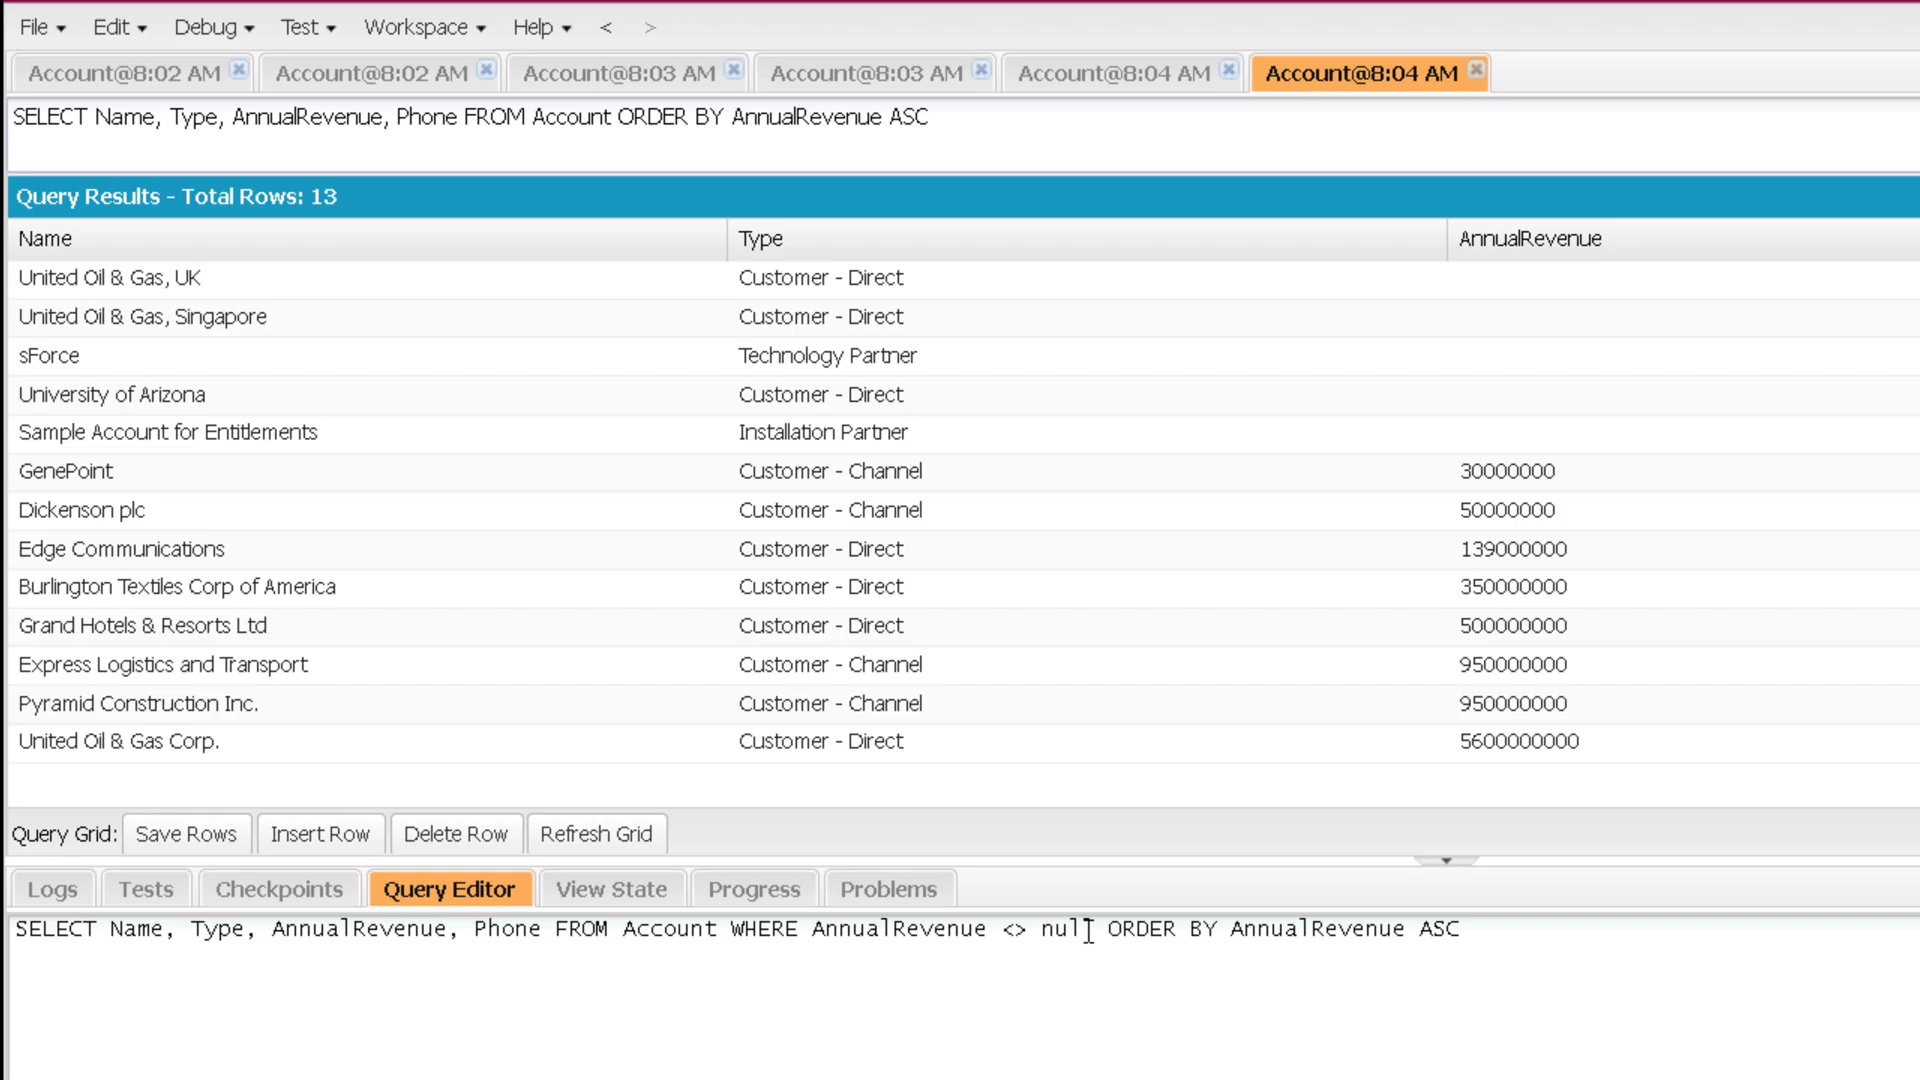 File Edit Debug Test Workspace Help < >
Account@8:02 AM Account@8:02 AM Account@8:03 AM Account@8:03 AM Account@8:04 AM Account@8:04 AM
SELECT Name, Type, AnnualRevenue, Phone FROM Account ORDER BY AnnualRevenue ASC
Query Results - Total Rows: 13
Name Type AnnualRevenue
United Oil & Gas, UK Customer - Direct
United Oil & Gas, Singapore Customer - Direct
sForce Technology Partner
University of Arizona Customer - Direct
Sample Account for Entitlements Installation Partner
GenePoint Customer - Channel 30000000
Dickenson plc Customer - Channel 50000000
Edge Communications Customer - Direct 139000000
Burlington Textiles Corp of America Customer - Direct 350000000
Grand Hotels & Resorts Ltd Customer - Direct 500000000
Express Logistics and Transport Customer - Channel 950000000
Pyramid Construction Inc. Customer - Channel 950000000
United Oil & Gas Corp. Customer - Direct 5600000000
Query Grid: Save Rows Insert Row Delete Row Refresh Grid
Logs Tests Checkpoints Query Editor View State Progress Problems
SELECT Name, Type, AnnualRevenue, Phone FROM Account WHERE AnnualRevenue <> null ORDER BY AnnualRevenue ASC